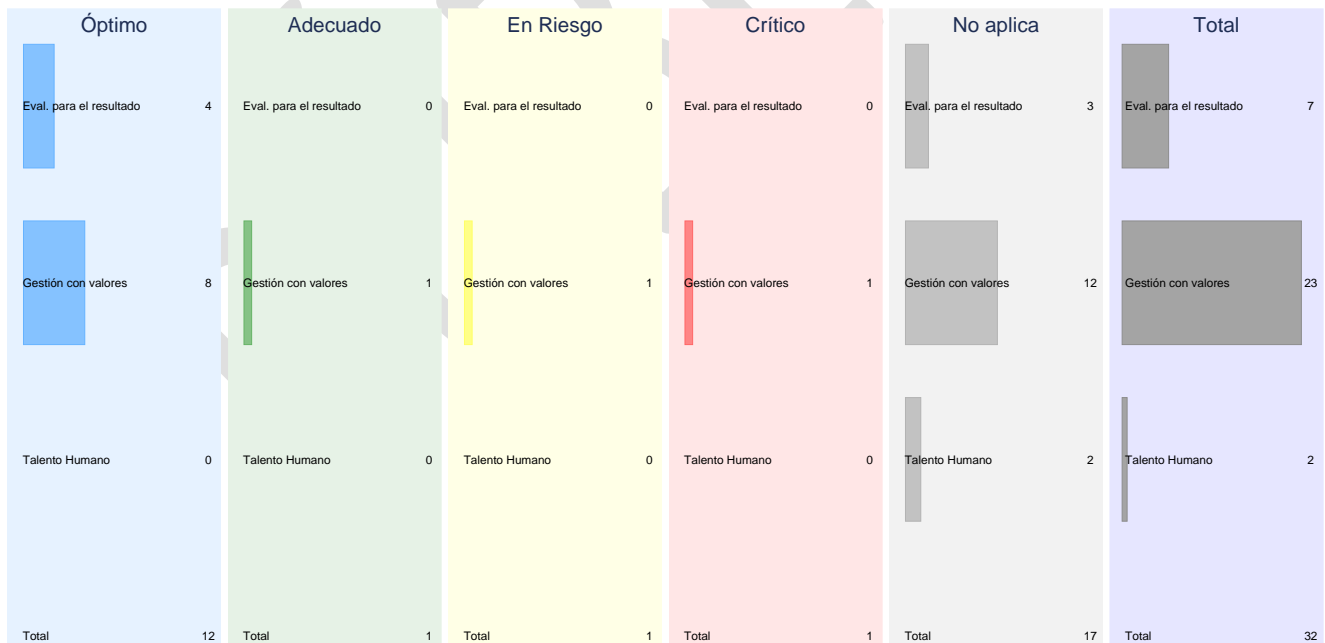 Óptimo Adecuado En Riesgo Crítico No aplica Total
Eval. para el resultado 4 Eval. para el resultado 0 Eval. para el resultado 0 Eval. para el resultado 0 Eval. para el resultado 3 Eval. para el resultado 7
Gestión con valores 8 Gestión con valores 1 Gestión con valores 1 Gestión con valores 1 Gestión con valores 12 Gestión con valores 23
Talento Humano 0 Talento Humano 0 Talento Humano 0 Talento Humano 0 Talento Humano 2 Talento Humano 2
Total 12 Total 1 Total 1 Total 1 Total 17 Total 32